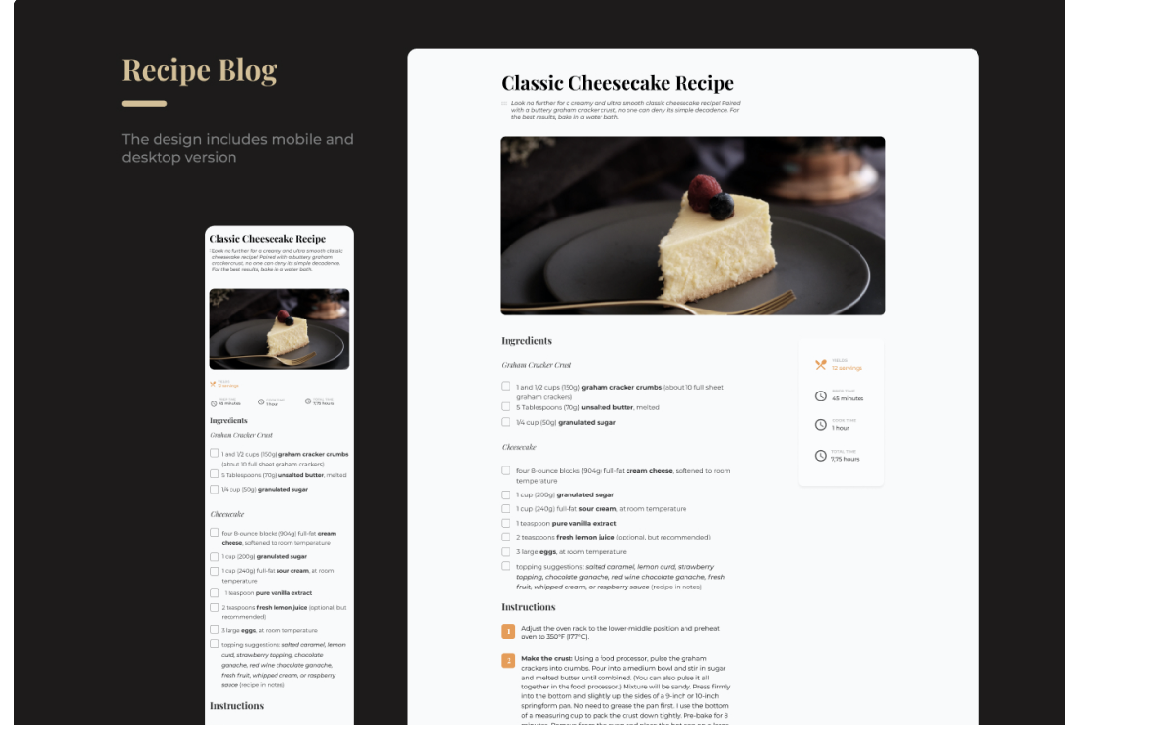 Recipe Blog
The design includes mobile and
desktop version
Classic Cheesecake Recipe
Look no further for a creamy and ultra smooth classic
cheesecake recipe! Paired with a buttery graham
crackercrust, no one can deny its simple decadence.
Fix the best results, bake in a water bath.
45 minutes
1 hour
7,75 hours
Ingredients
Graham Cracker Crust
1 and 1/2 cups (150g) graham cracker crumbs
(about 10 full sheet graham crackers)
5 Tablespoons (70g) unsalted butter, melted
1/4 cup (50g) granulated sugar
Cheesecake
four 8-ounce blocks (904g) full-fat cream
cheese, softened to room temperature
1 cup (200g) granulated sugar
1 cup (240g) full-fat sour cream, at room
temperature
1 teaspoon pure vanilla extract
2 teaspoons fresh lemon juice (optional but
recommended)
3 large eggs, at room temperature
topping suggestions: salted caramel, lemon
curd, strawberry topping, chocolate
ganache, red wine chocolate ganache,
fresh fruit, whipped cream, or raspberry
sauce (recipe in notes)
Instructions
Classic Cheesecake Recipe
Look no further for a creamy and ultra smooth classic cheesecake recipe! Paired
with a buttery graham cracker crust, no one can deny its simple decadence. For
the best results, bake in a water bath.
Ingredients
Graham Cracker Crust
1 and 1/2 cups (150g) graham cracker crumbs (about 10 full sheet
graham crackers)
5 Tablespoons (70g) unsalted butter, melted
1/4 cup (50g) granulated sugar
Cheesecake
four 8-ounce blocks (904g) full-fat cream cheese, softened to room
temperature
1 cup (200g) granulated sugar
1 cup (240g) full-fat sour cream, at room temperature
1 teaspoon pure vanilla extract
2 teaspoons fresh lemon juice (optional, but recommended)
3 large eggs, at room temperature
topping suggestions: salted caramel, lemon curd, strawberry
topping, chocolate ganache, red wine chocolate ganache, fresh
fruit, whipped cream, or raspberry sauce (recipe in notes)
YIELDS
12 servings
45 minutes
COOK TIME
1 hour
TOTAL TIME
7,75 hours
Instructions
1 Adjust the oven rack to the lower-middle position and preheat
oven to 350°F (177°C).
2 Make the crust: Using a food processor, pulse the graham
crackers into crumbs. Pour into a medium bowl and stir in sugar
and melted butter until combined. (You can also pulse it all
together in the food processor.) Mixture will be sandy. Press firmly
into the bottom and slightly up the sides of a 9-inch or 10-inch
springform pan. No need to grease the pan first. I use the bottom
of a measuring cup to pack the crust down tightly. Pre-bake for 8